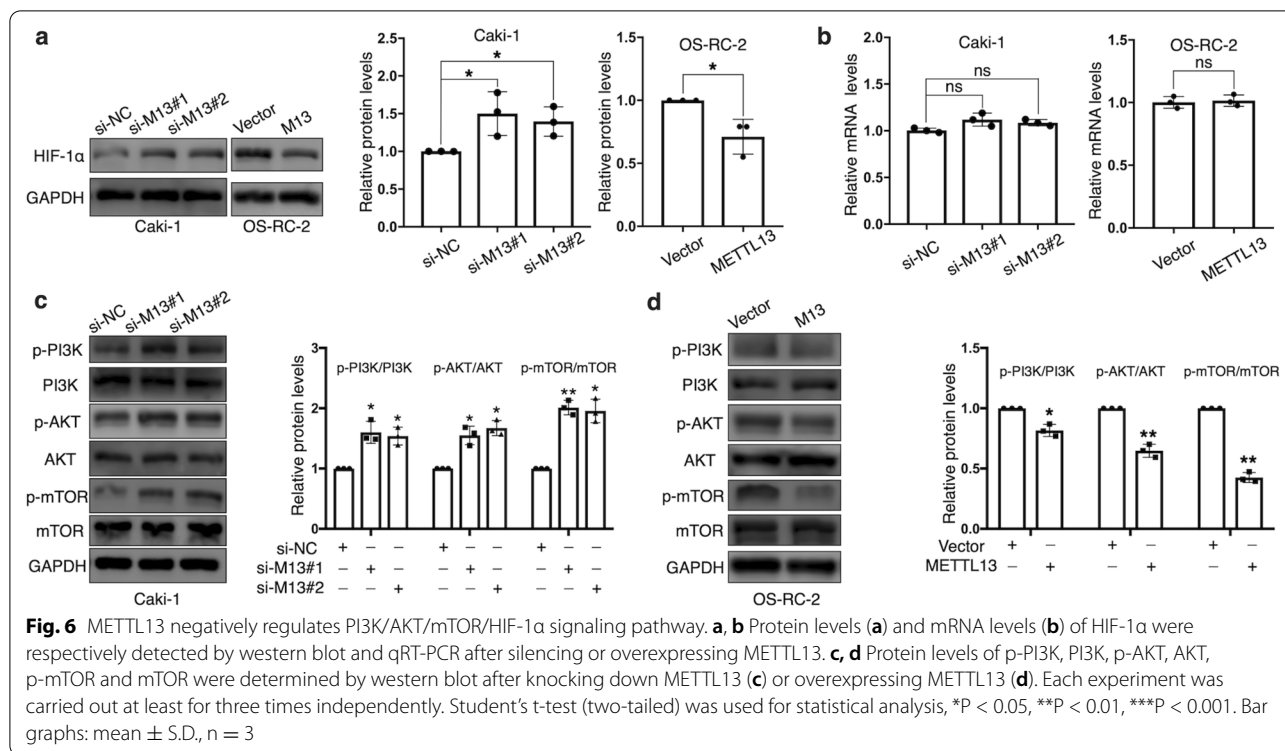 a
si-NC
si-M13#1
si-M13#2
Vector
M13
HIF-1α
GAPDH
Caki-1
OS-RC-2
Caki-1
Relative protein levels
2.0
1.5
1.0
0.5
0.0
*
*
si-NC
si-M13#1
si-M13#2
OS-RC-2
Relative protein levels
1.5
1.0
0.5
0.0
*
Vector
METTL13
b
Caki-1
Relative mRNA levels
2.0
1.5
1.0
0.5
0.0
ns
ns
si-NC
si-M13#1
si-M13#2
OS-RC-2
Relative mRNA levels
1.5
1.0
0.5
0.0
ns
Vector
METTL13
c
si-NC
si-M13#1
si-M13#2
p-PI3K
PI3K
p-AKT
AKT
p-mTOR
mTOR
GAPDH
Caki-1
Relative protein levels
3
2
1
0
p-PI3K/PI3K
p-AKT/AKT
p-mTOR/mTOR
* * * * ** *
si-NC + − − + − − + − −
si-M13#1 − + − − + − − + −
si-M13#2 − − + − − + − − +
d
Vector
M13
p-PI3K
PI3K
p-AKT
AKT
p-mTOR
mTOR
GAPDH
OS-RC-2
Relative protein levels
1.5
1.0
0.5
0.0
p-PI3K/PI3K
p-AKT/AKT
p-mTOR/mTOR
* ** **
Vector + − + − + −
METTL13 − + − + − +
Fig. 6 METTL13 negatively regulates PI3K/AKT/mTOR/HIF-1α signaling pathway. a, b Protein levels (a) and mRNA levels (b) of HIF-1α were
respectively detected by western blot and qRT-PCR after silencing or overexpressing METTL13. c, d Protein levels of p-PI3K, PI3K, p-AKT, AKT,
p-mTOR and mTOR were determined by western blot after knocking down METTL13 (c) or overexpressing METTL13 (d). Each experiment was
carried out at least for three times independently. Student's t-test (two-tailed) was used for statistical analysis, *P < 0.05, **P < 0.01, ***P < 0.001. Bar
graphs: mean ± S.D., n = 3